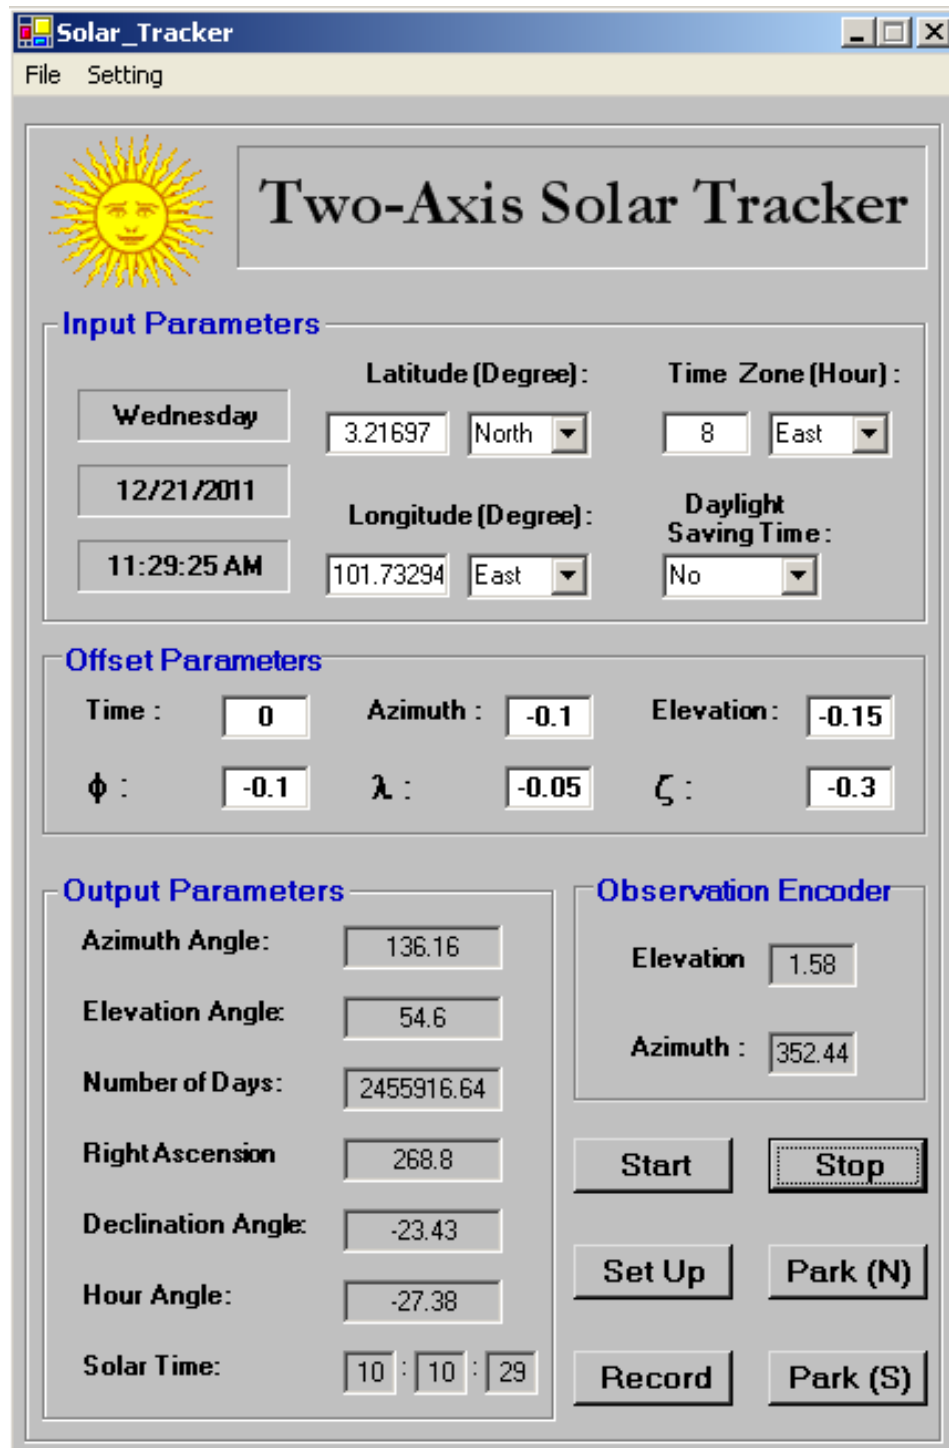 Solar_Tracker
File Setting
Two-Axis Solar Tracker
Input Parameters
Latitude (Degree) : Time Zone (Hour) :
Wednesday
3.21697 North 8 East
12/21/2011
Longitude (Degree) : Daylight
Saving Time :
11:29:25 AM
101.73294 East No
Offset Parameters
Time : 0 Azimuth : -0.1 Elevation : -0.15
ϕ : -0.1 λ : -0.05 ζ : -0.3
Output Parameters
Azimuth Angle: 136.16
Elevation Angle: 54.6
Number of Days: 2455916.64
Right Ascension 268.8
Declination Angle: -23.43
Hour Angle: -27.38
Solar Time: 10 : 10 : 29
Observation Encoder
Elevation 1.58
Azimuth : 352.44
Start Stop
Set Up Park (N)
Record Park (S)